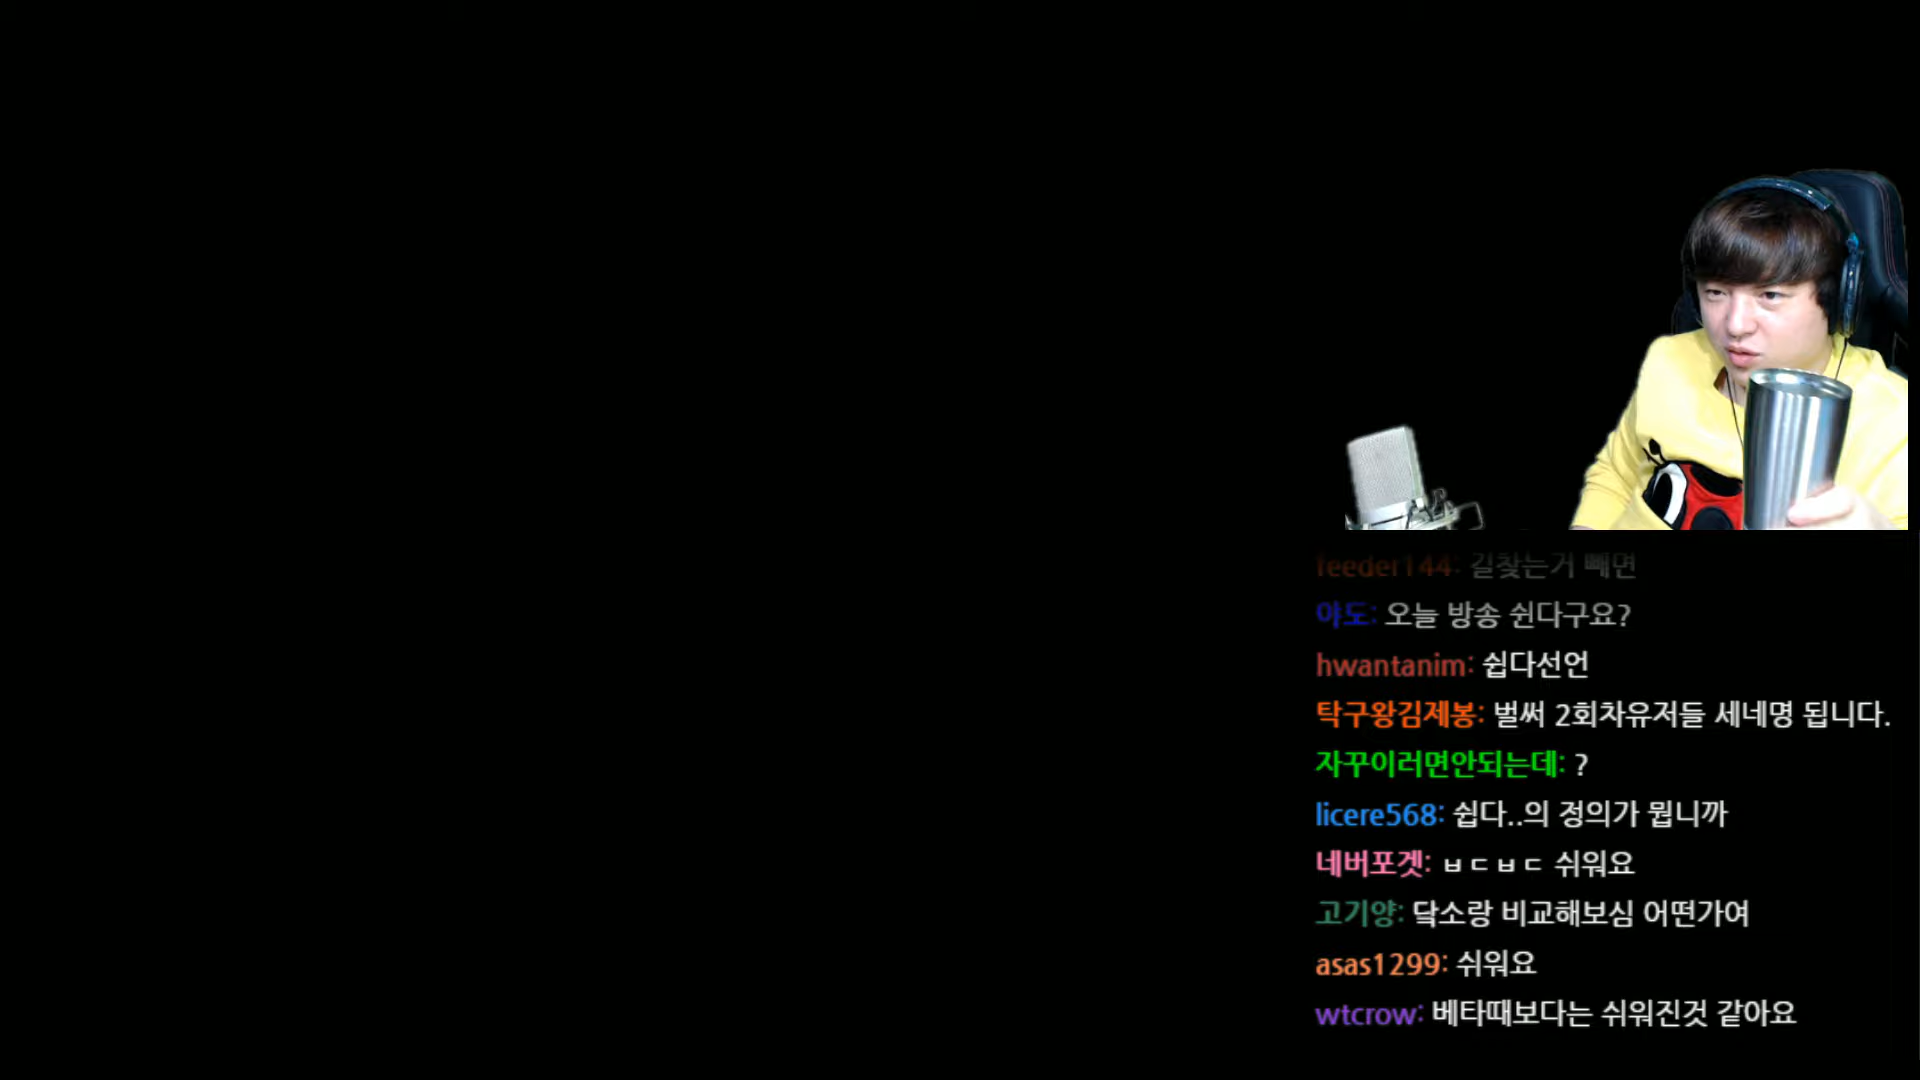 feeder144: 길찾는거 빼면
야도: 오늘 방송 쉰다구요?
hwantanim: 쉽다선언
탁구왕김제봉: 벌써 2회차유저들 세네명 됩니다.
자꾸이러면안되는데: ?
licere568: 쉽다..의 정의가 뭡니까
네버포겟: ㅂㄷㅂㄷ 쉬워요
고기양: 닼소랑 비교해보심 어떤가여
asas1299: 쉬워요
wtcrow: 베타때보다는 쉬워진것 같아요